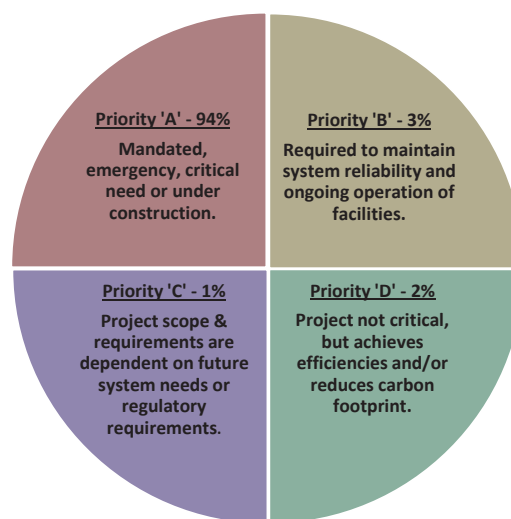 Priority 'A' - 94%
Mandated,
emergency, critical
need or under
construction.
Priority 'B' - 3%
Required to maintain
system reliability and
ongoing operation of
facilities.
Priority 'C' - 1%
Project scope &
requirements are
dependent on future
system needs or
regulatory
requirements.
Priority 'D' - 2%
Project not critical,
but achieves
efficiencies and/or
reduces carbon
footprint.